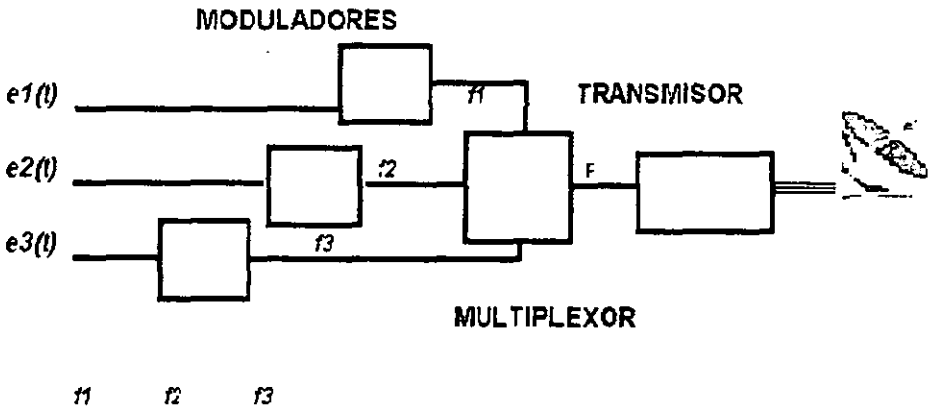 MODULADORES
e1(t)
f1
TRANSMISOR
e2(t)
f2
F
e3(t)
f3
MULTIPLEXOR
f1 f2 f3